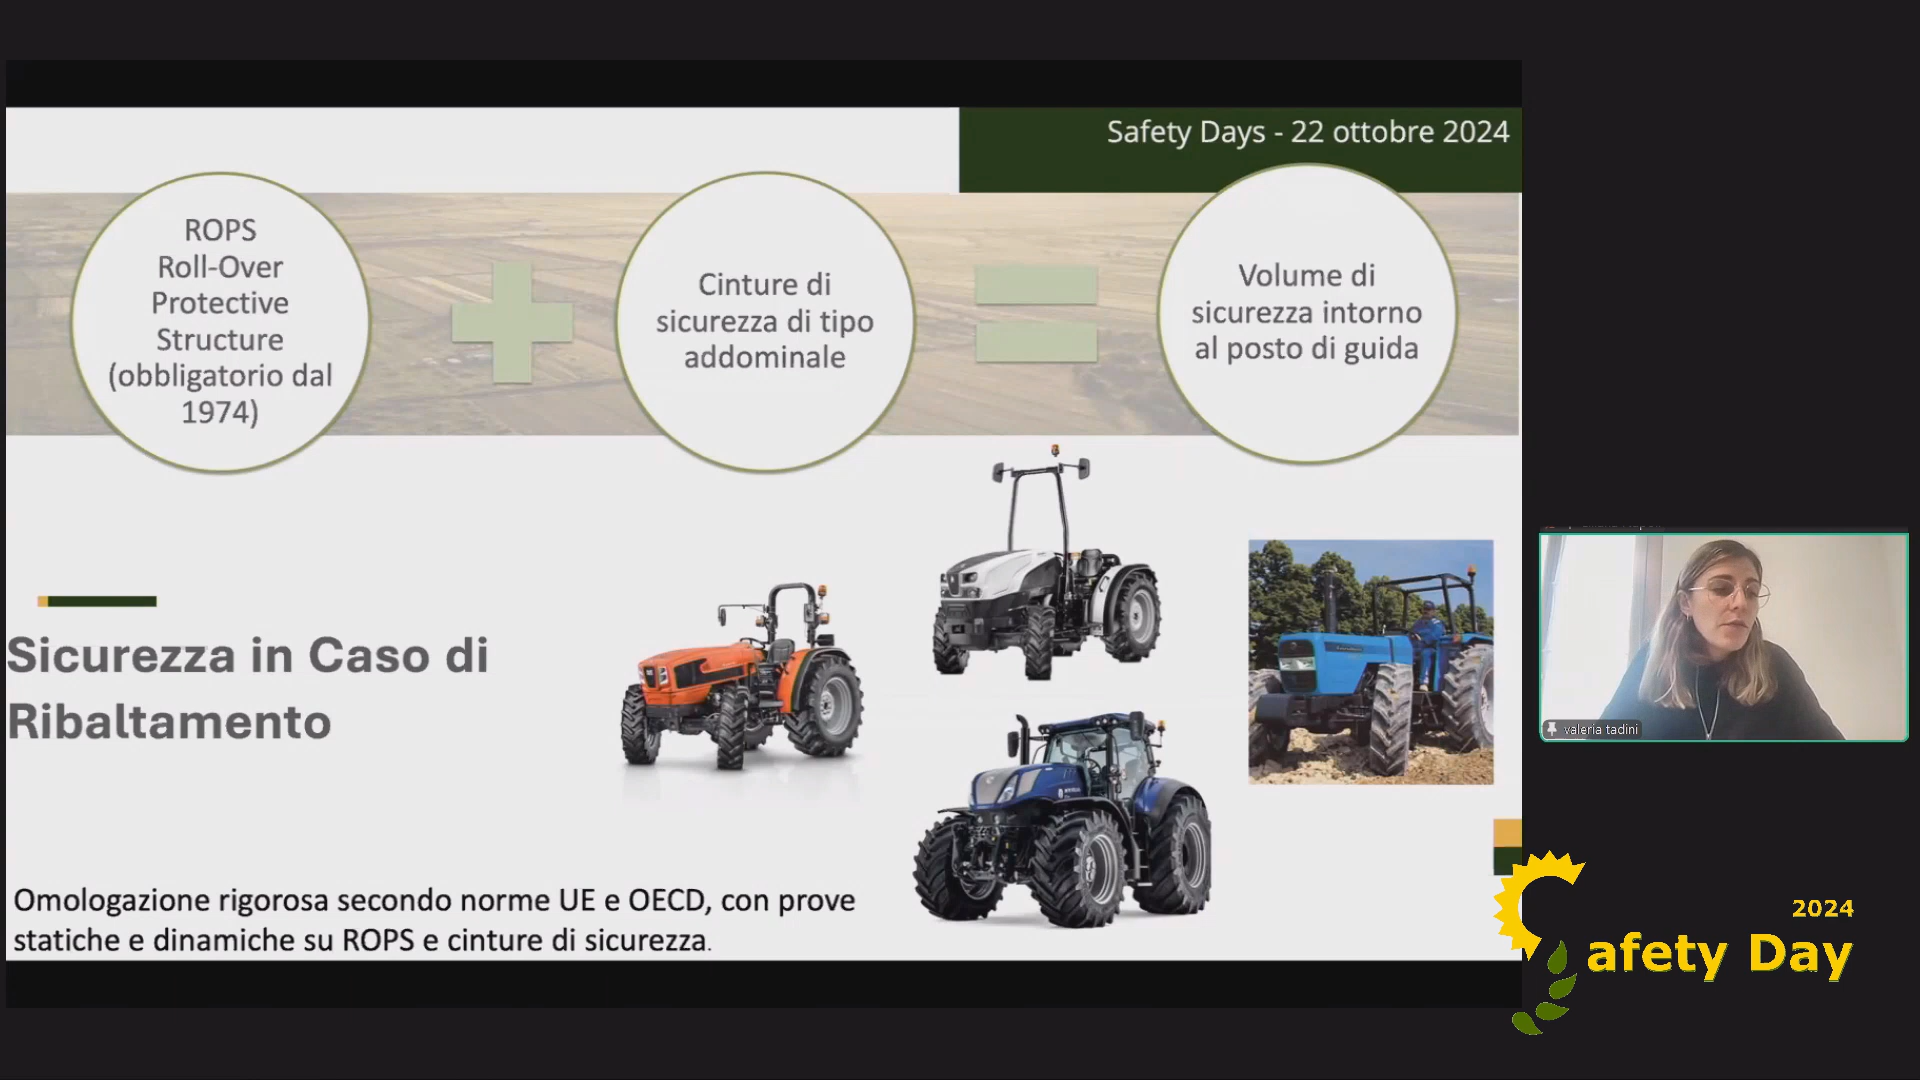 Safety Days - 22 ottobre 2024
ROPS
Roll-Over
Protective
Structure
(obbligatorio dal
1974)
Cinture di
sicurezza di tipo
addominale
Volume di
sicurezza intorno
al posto di guida
Sicurezza in Caso di
Ribaltamento
Omologazione rigorosa secondo norme UE e OECD, con prove
statiche e dinamiche su ROPS e cinture di sicurezza.
valeria tadini
2024
afety Day